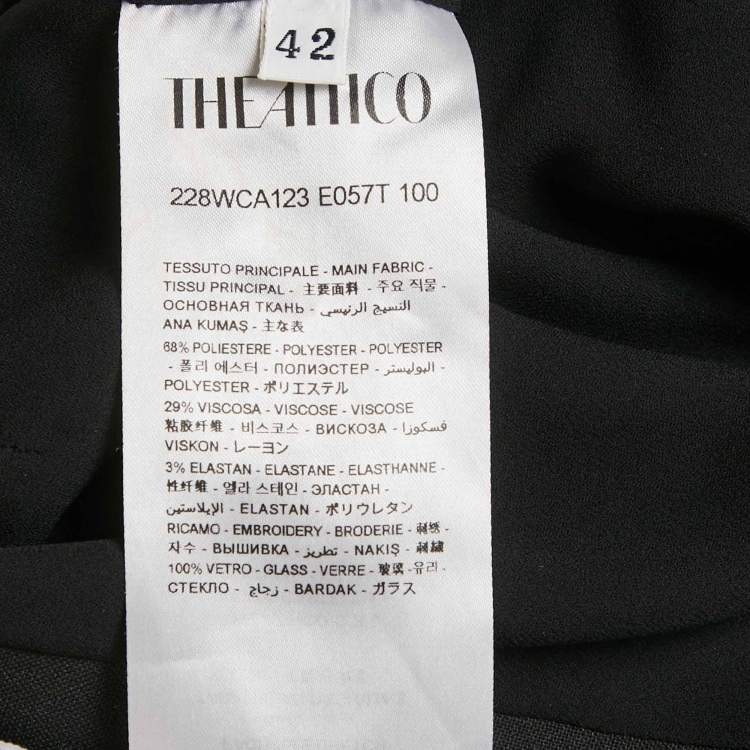 42
THE ATTICO
228WCA123 E057T 100
TESSUTO PRINCIPALE - MAIN FABRIC -
TISSU PRINCIPAL - 主要面料 - 주요 직물 -
ОСНОВНАЯ ТКАНЬ - النسيج الرئيسي
ANA KUMAŞ - 主な表
68% POLIESTERE - POLYESTER - POLYESTER
- 폴리 에스터 - ПОЛИЭСТЕР - البوليستر -
POLYESTER - ポリエステル
29% VISCOSA - VISCOSE - VISCOSE
粘胶纤维 - 비스코스 - ВИСКОЗА - فسكوزا
VISKON - レーヨン
3% ELASTAN - ELASTANE - ELASTHANNE -
性纤维 - 엘라 스테인 - ЭЛАСТАН -
الإيلاستين - ELASTAN - ポリウレタン
RICAMO - EMBROIDERY - BRODERIE - 刺绣 -
자수 - ВЫШИВКА - تطريز - NAKIŞ - 刺繍
100% VETRO - GLASS - VERRE - 玻璃 - 유리 -
СТЕКЛО - زجاج - BARDAK - ガラス